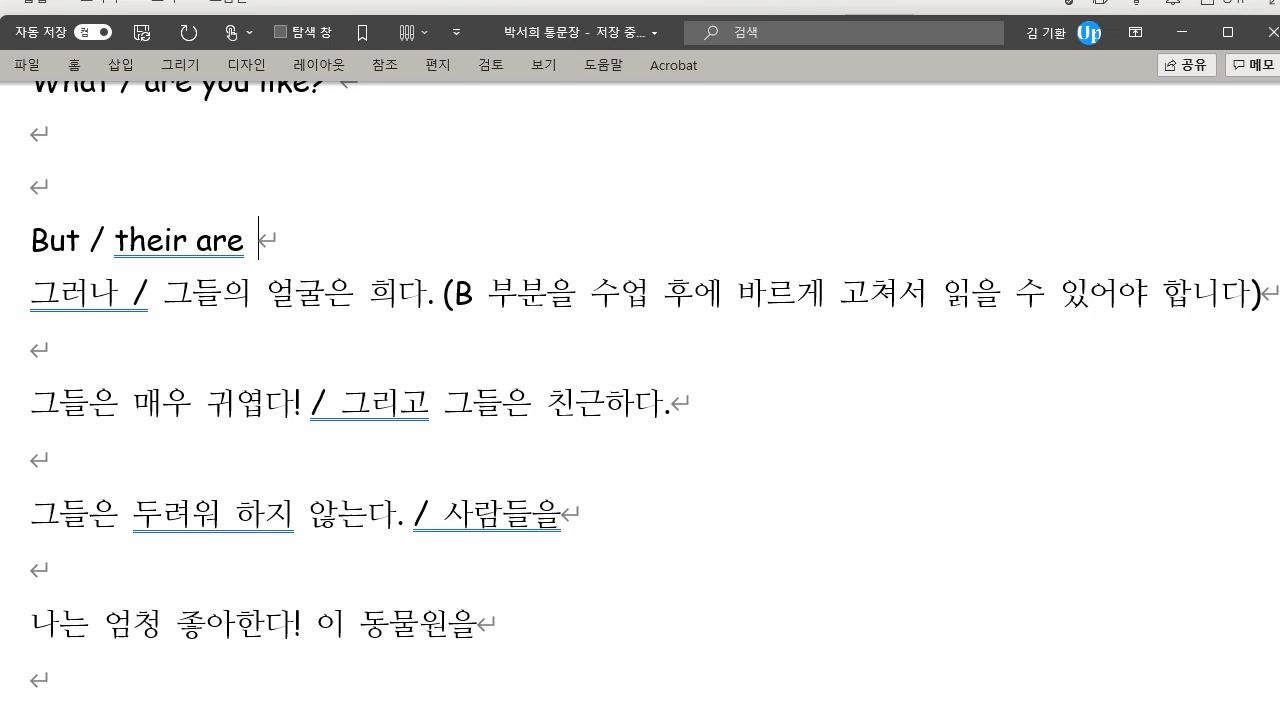 자동 저장 컴 탐색 창 박서희 통문장 - 저장 중... 검색 김 기환 Up
파일 홈 삽입 그리기 디자인 레이아웃 참조 편지 검토 보기 도움말 Acrobat 공유 메모
What / are you like?
But / their are
그러나 / 그들의 얼굴은 희다. (B 부분을 수업 후에 바르게 고쳐서 읽을 수 있어야 합니다)
그들은 매우 귀엽다! / 그리고 그들은 친근하다.
그들은 두려워 하지 않는다. / 사람들을
나는 엄청 좋아한다! 이 동물원을